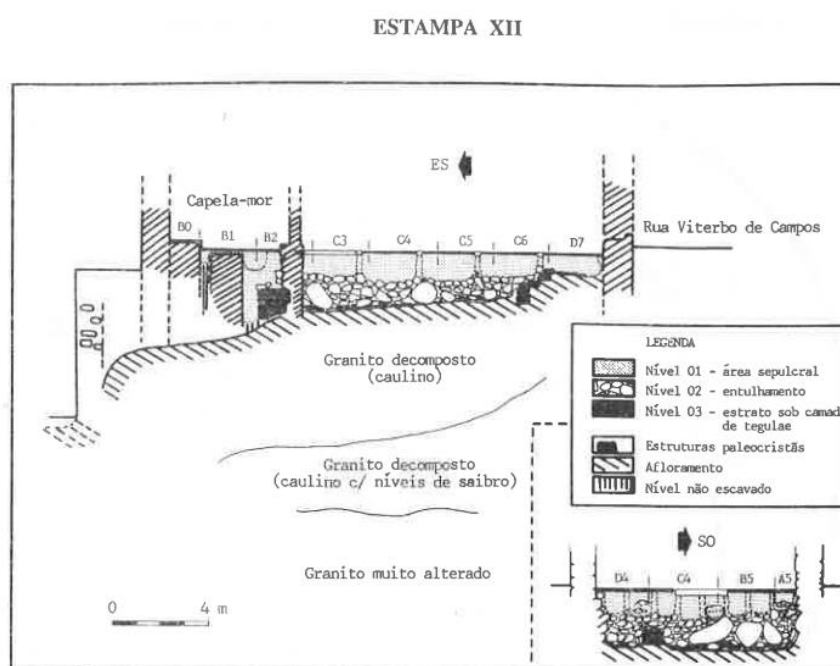 ESTAMPA XII
ES
Capela-mor
B0 B1 B2 C3 C4 C5 C6 D7
Rua Viterbo de Campos
Granito decomposto
(caulino)
Granito decomposto
(caulino c/ níveis de saibro)
Granito muito alterado
0 4 m
LEGENDA
Nível 01 - área sepulcral
Nível 02 - entulhamento
Nível 03 - estrato sob camad
de tegulae
Estruturas paleocristãs
Afloramento
Nível não escavado
SO
D4 C4 B5 A5